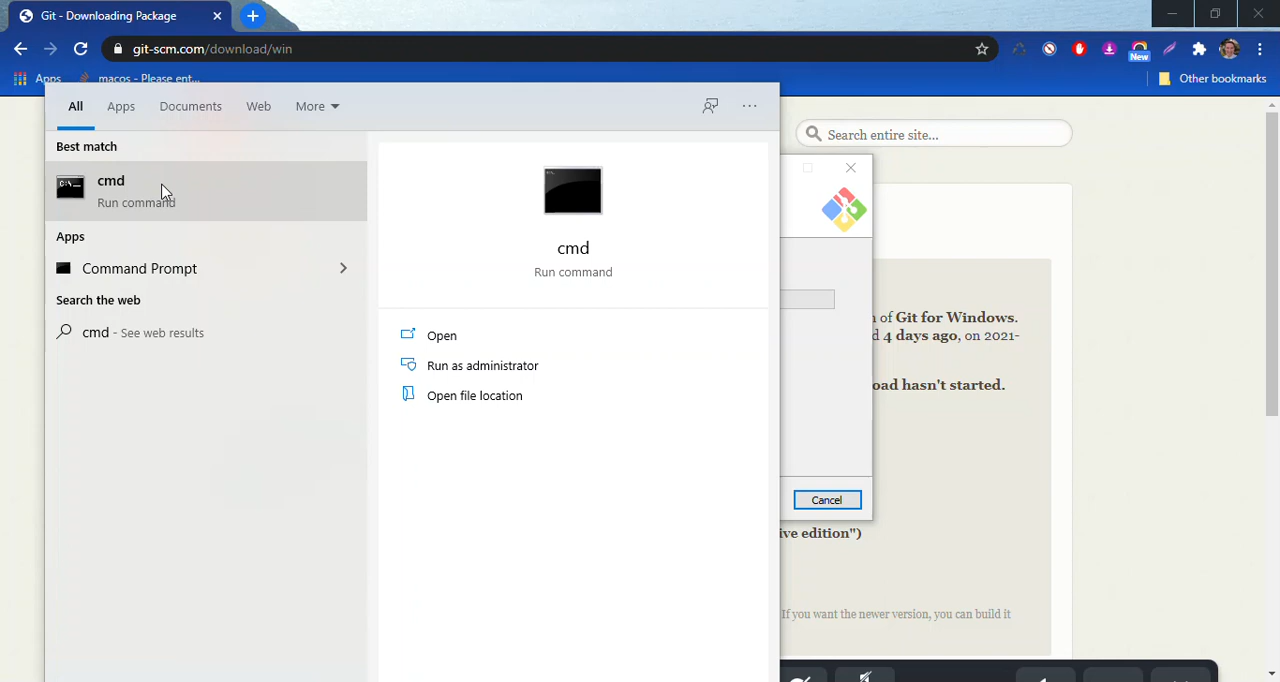 Git - Downloading Package
git-scm.com/download/win
New
Apps
macos - Please ent...
Other bookmarks
All
Apps
Documents
Web
More
Best match
cmd
Run command
Apps
Command Prompt
Search the web
cmd - See web results
cmd
Run command
Open
Run as administrator
Open file location
Search entire site...
of Git for Windows.
4 days ago, on 2021-
hasn't started.
Cancel
edition")
If you want the newer version, you can build it